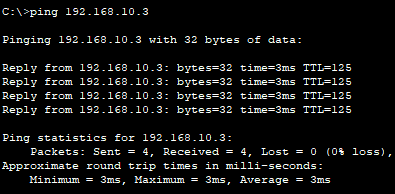 C:\>ping 192.168.10.3
Pinging 192.168.10.3 with 32 bytes of data:
Reply from 192.168.10.3: bytes=32 time=3ms TTL=125
Reply from 192.168.10.3: bytes=32 time=3ms TTL=125
Reply from 192.168.10.3: bytes=32 time=3ms TTL=125
Reply from 192.168.10.3: bytes=32 time=3ms TTL=125
Ping statistics for 192.168.10.3:
    Packets: Sent = 4, Received = 4, Lost = 0 (0% loss),
Approximate round trip times in milli-seconds:
    Minimum = 3ms, Maximum = 3ms, Average = 3ms